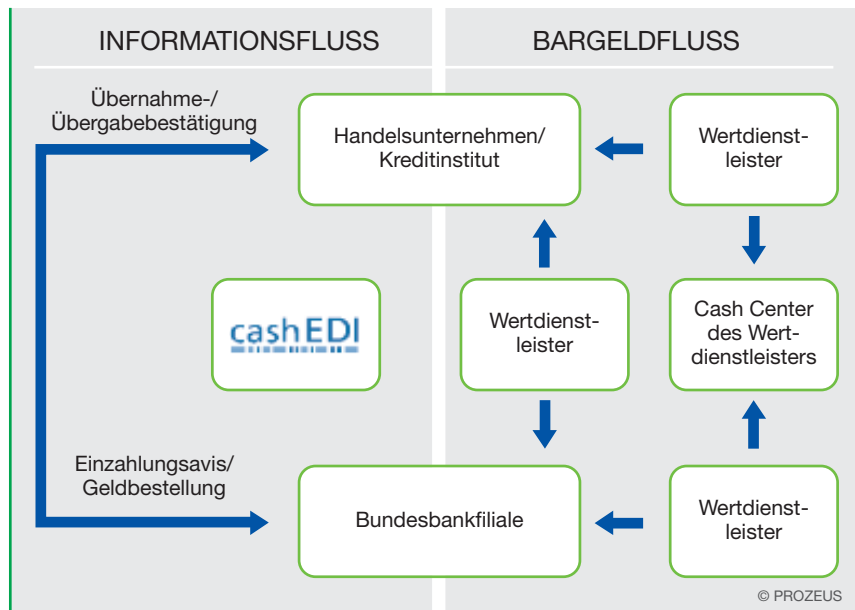 INFORMATIONSFLUSS
BARGELDFLUSS
Übernahme-/
Übergabebestätigung
Handelsunternehmen/
Kreditinstitut
Wertdienst-
leister
cashEDI
Wertdienst-
leister
Cash Center
des Wert-
dienstleisters
Einzahlungsavis/
Geldbestellung
Bundesbankfiliale
Wertdienst-
leister
© PROZEUS